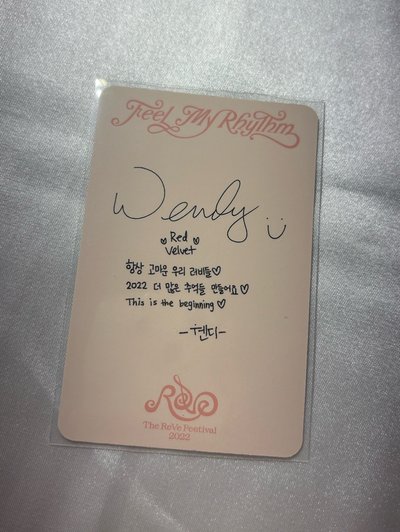 Feel My Rhythm
Wendy
Red
Velvet
항상 고마운 우리 러비들♡
2022 더 많은 추억들 만들어요♡
This is the beginning♡
-웬디-
ReVe
The ReVe Festival
2022